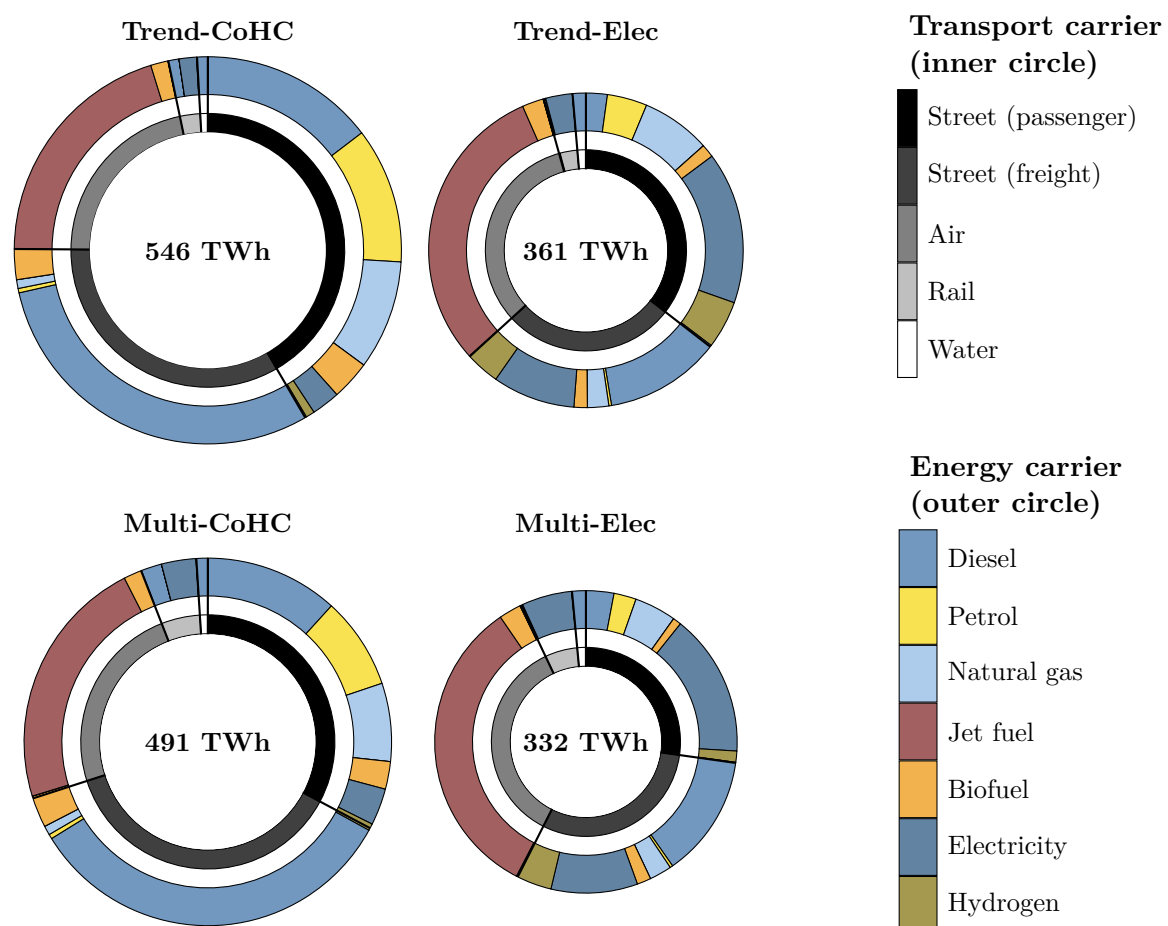 Trend-CoHC
Trend-Elec
546 TWh
361 TWh
Multi-CoHC
Multi-Elec
491 TWh
332 TWh
Transport carrier
(inner circle)
Street (passenger)
Street (freight)
Air
Rail
Water
Energy carrier
(outer circle)
Diesel
Petrol
Natural gas
Jet fuel
Biofuel
Electricity
Hydrogen